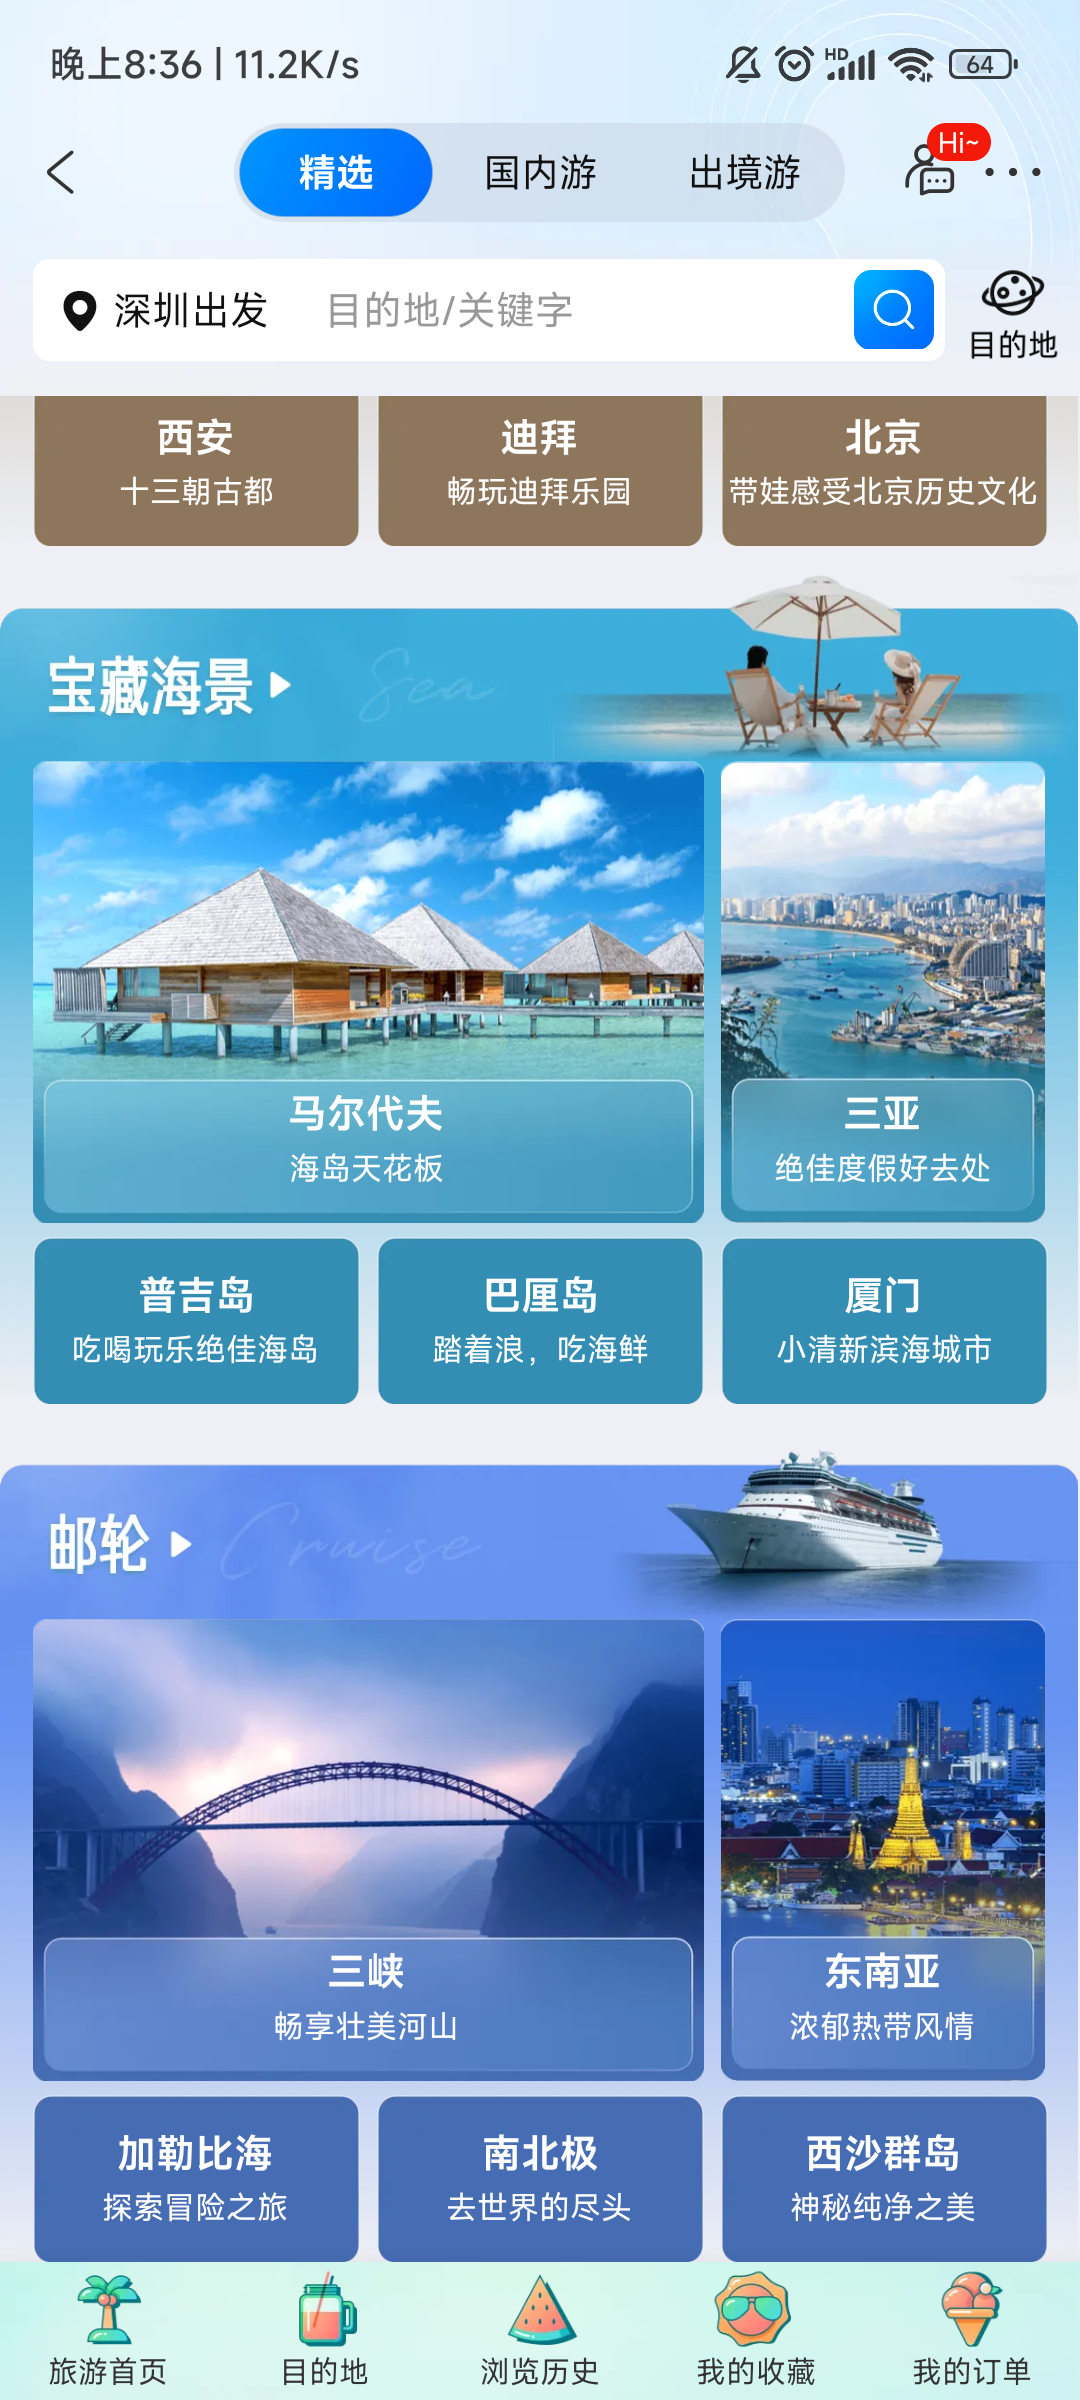 晚上8:36 | 11.2K/s
HD
64
精选
国内游
出境游
Hi~
深圳出发
目的地/关键字
目的地
西安
十三朝古都
迪拜
畅玩迪拜乐园
北京
带娃感受北京历史文化
宝藏海景
Sea
马尔代夫
海岛天花板
三亚
绝佳度假好去处
普吉岛
吃喝玩乐绝佳海岛
巴厘岛
踏着浪，吃海鲜
厦门
小清新滨海城市
邮轮
Cruise
三峡
畅享壮美河山
东南亚
浓郁热带风情
加勒比海
探索冒险之旅
南北极
去世界的尽头
西沙群岛
神秘纯净之美
旅游首页
目的地
浏览历史
我的收藏
我的订单